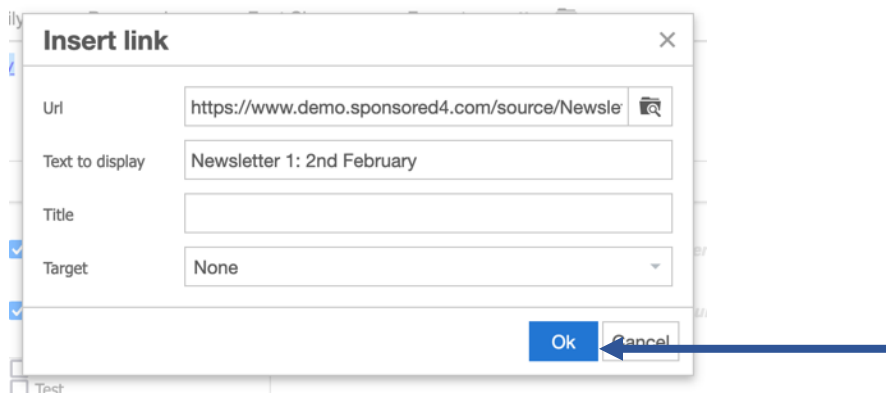 Insert link
Url https://www.demo.sponsored4.com/source/Newsle
Text to display Newsletter 1: 2nd February
Title
Target None
Ok Cancel
Test